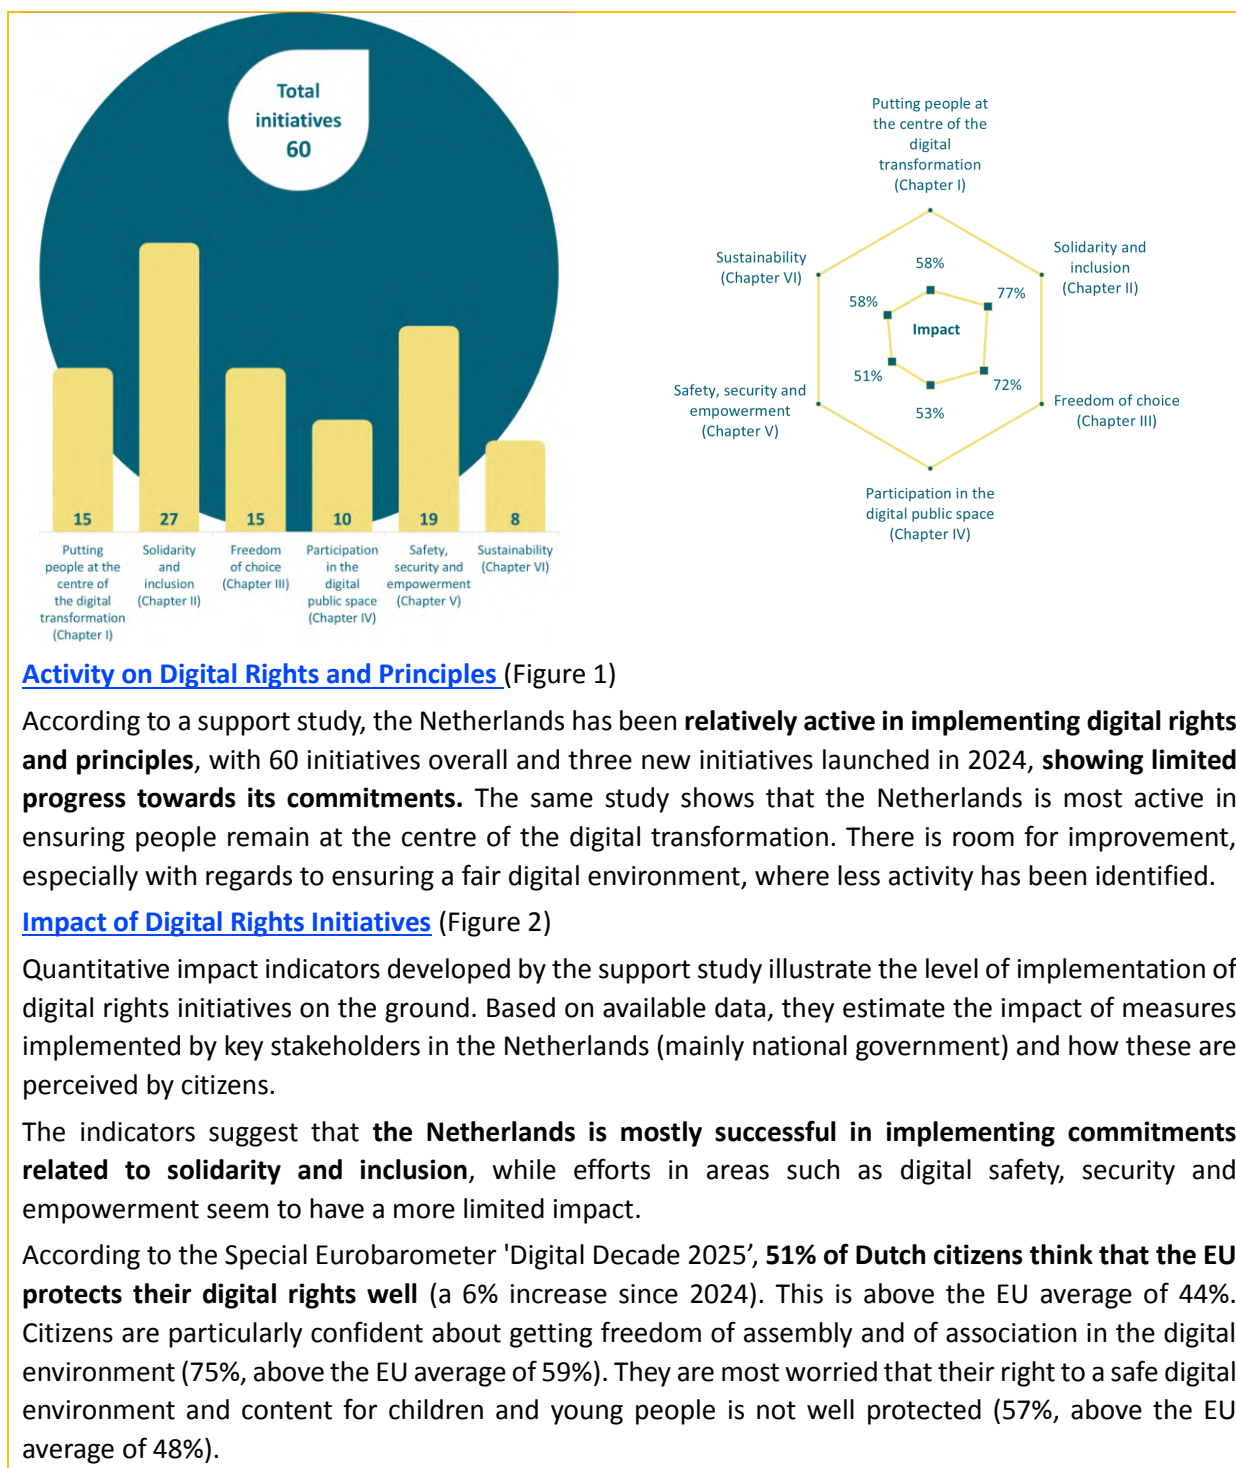 Total
initiatives
60
15
27
15
10
19
8
Putting
people at the
centre of
the digital
transformation
(Chapter I)
Solidarity
and
inclusion
(Chapter II)
Freedom
of choice
(Chapter III)
Participation
in the
digital
public space
(Chapter IV)
Safety,
security and
empowerment
(Chapter V)
Sustainability
(Chapter VI)
Putting people at
the centre of the
digital
transformation
(Chapter I)
Solidarity and
inclusion
(Chapter II)
Freedom of choice
(Chapter III)
Participation in the
digital public space
(Chapter IV)
Safety, security and
empowerment
(Chapter V)
Sustainability
(Chapter VI)
58%
77%
72%
53%
51%
58%
Impact
Activity on Digital Rights and Principles (Figure 1)
According to a support study, the Netherlands has been relatively active in implementing digital rights
and principles, with 60 initiatives overall and three new initiatives launched in 2024, showing limited
progress towards its commitments. The same study shows that the Netherlands is most active in
ensuring people remain at the centre of the digital transformation. There is room for improvement,
especially with regards to ensuring a fair digital environment, where less activity has been identified.
Impact of Digital Rights Initiatives (Figure 2)
Quantitative impact indicators developed by the support study illustrate the level of implementation of
digital rights initiatives on the ground. Based on available data, they estimate the impact of measures
implemented by key stakeholders in the Netherlands (mainly national government) and how these are
perceived by citizens.
The indicators suggest that the Netherlands is mostly successful in implementing commitments
related to solidarity and inclusion, while efforts in areas such as digital safety, security and
empowerment seem to have a more limited impact.
According to the Special Eurobarometer 'Digital Decade 2025’, 51% of Dutch citizens think that the EU
protects their digital rights well (a 6% increase since 2024). This is above the EU average of 44%.
Citizens are particularly confident about getting freedom of assembly and of association in the digital
environment (75%, above the EU average of 59%). They are most worried that their right to a safe digital
environment and content for children and young people is not well protected (57%, above the EU
average of 48%).